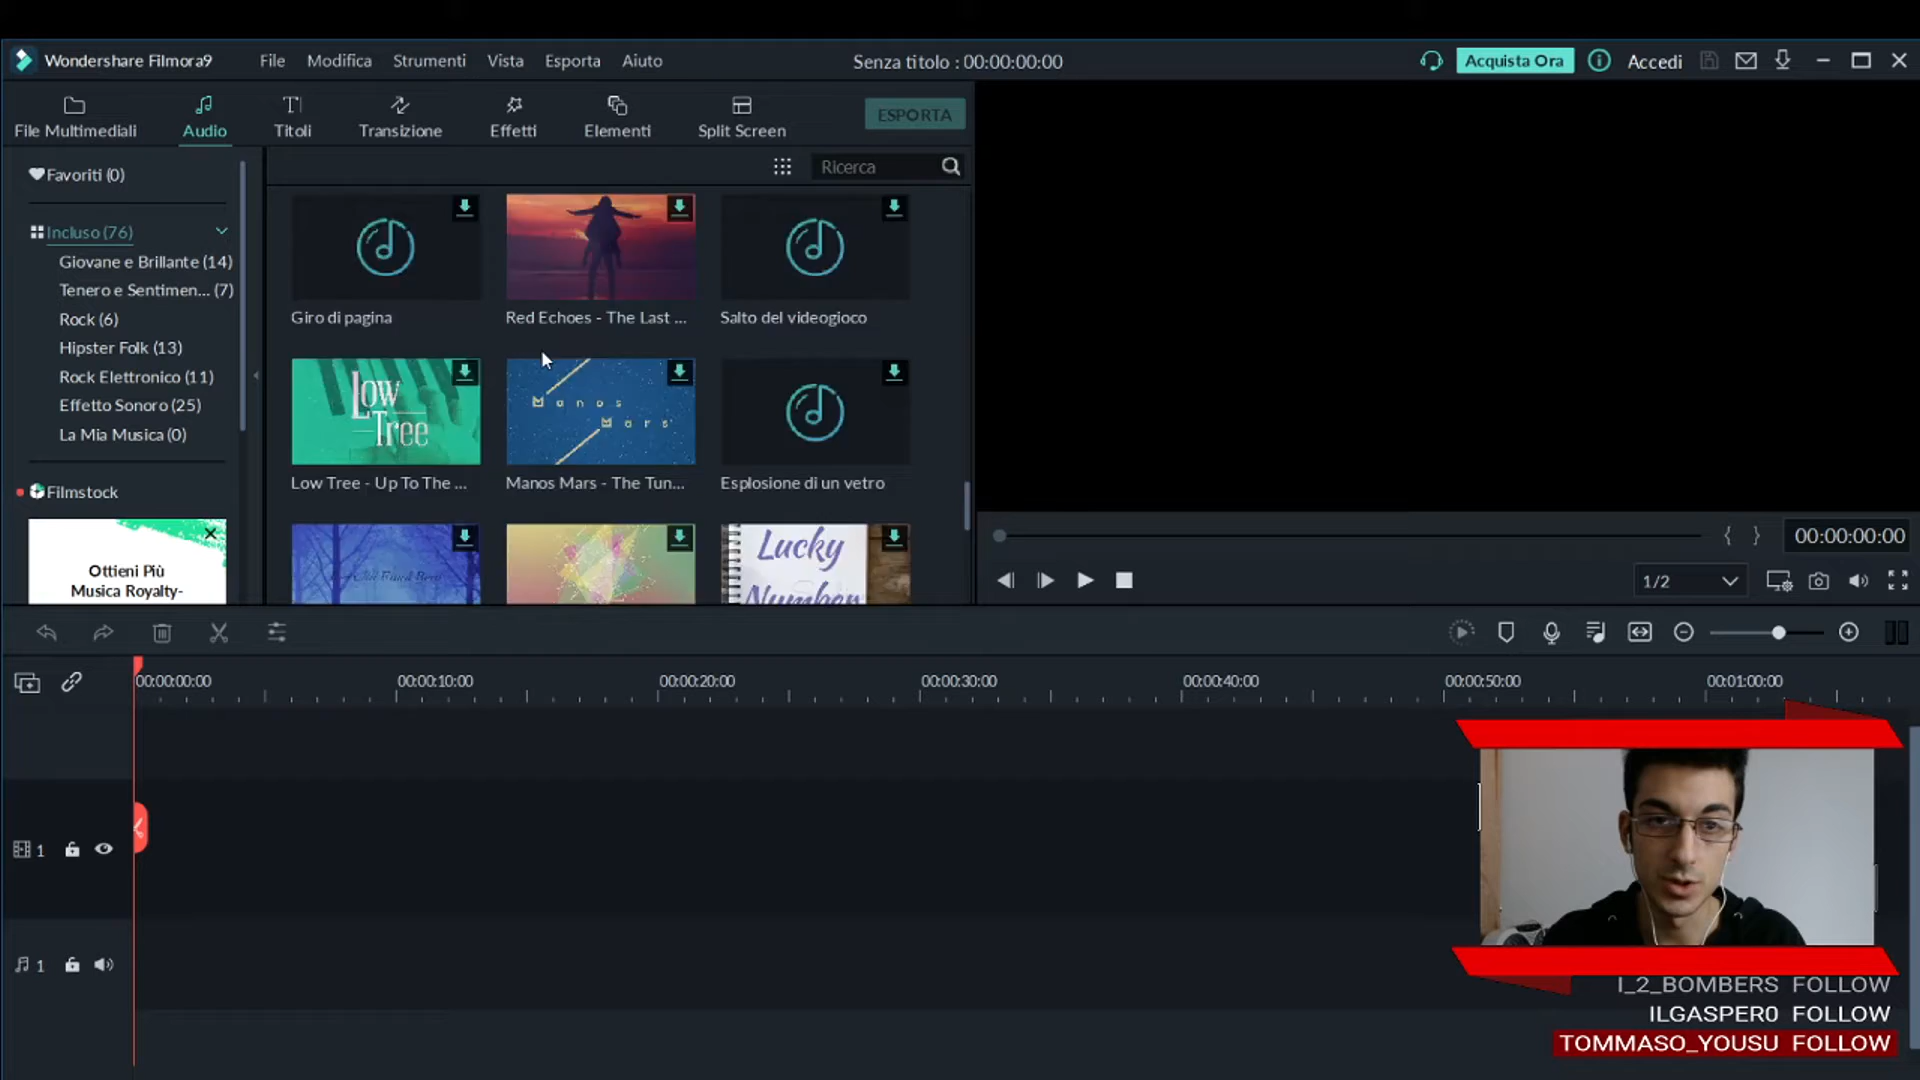 Wondershare Filmora9
File Modifica Strumenti Vista Esporta Aiuto
Senza titolo : 00:00:00:00
Acquista Ora
Accedi
File Multimediali
Audio
Titoli
Transizione
Effetti
Elementi
Split Screen
ESPORTA
Ricerca
Favoriti (0)
Incluso (76)
Giovane e Brillante (14)
Tenero e Sentimen... (7)
Rock (6)
Hipster Folk (13)
Rock Elettronico (11)
Effetto Sonoro (25)
La Mia Musica (0)
Filmstock
Ottieni Più
Musica Royalty-
Giro di pagina
Red Echoes - The Last ...
Salto del videogioco
Low
Tree
Manos
Mars
Low Tree - Up To The ...
Manos Mars - The Tun...
Esplosione di un vetro
Lucky
Number
00:00:00:00
1/2
00:00:00:00 00:00:10:00 00:00:20:00 00:00:30:00 00:00:40:00 00:00:50:00 00:01:00:00
1
1
I_2_BOMBERS FOLLOW
ILGASPER0 FOLLOW
TOMMASO_YOUSU FOLLOW